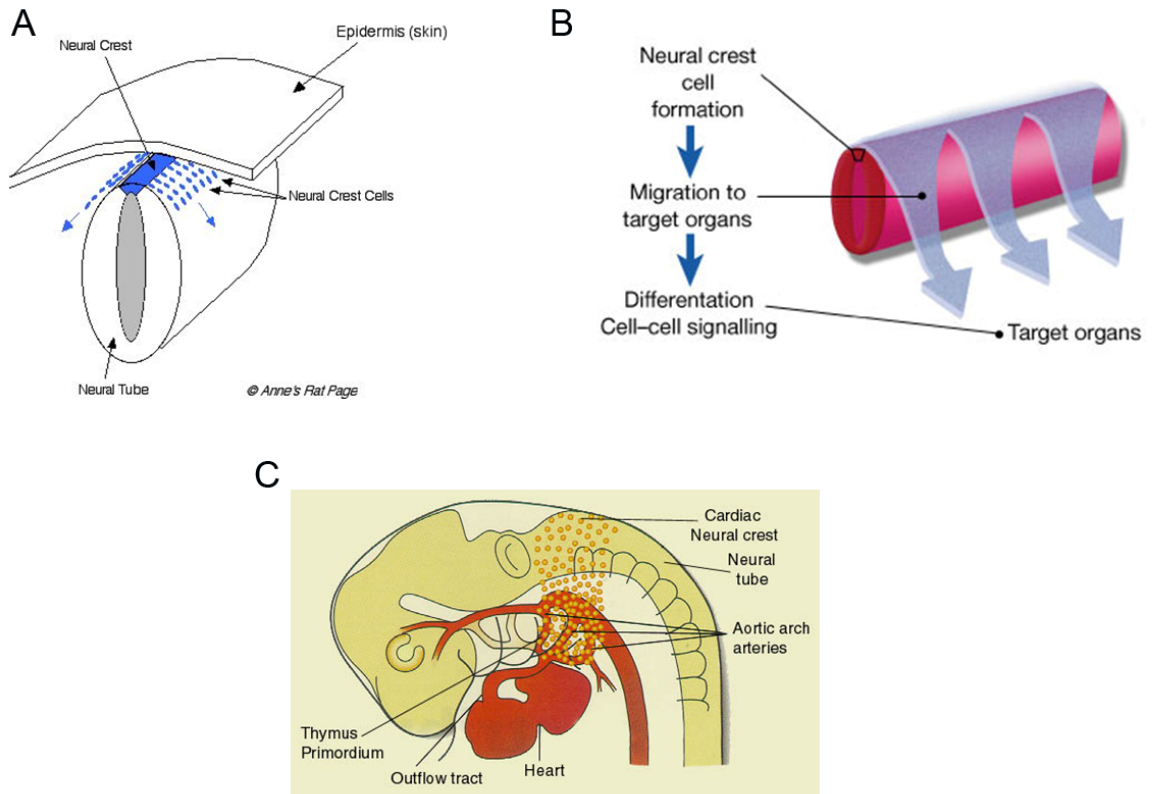 A
Neural Crest
Epidermis (skin)
Neural Crest Cells
Neural Tube
© Anne's Rat Page
B
Neural crest
cell
formation
Migration to
target organs
Differentation
Cell–cell signalling
Target organs
C
Cardiac
Neural crest
Neural
tube
Aortic arch
arteries
Thymus
Primordium
Outflow tract
Heart